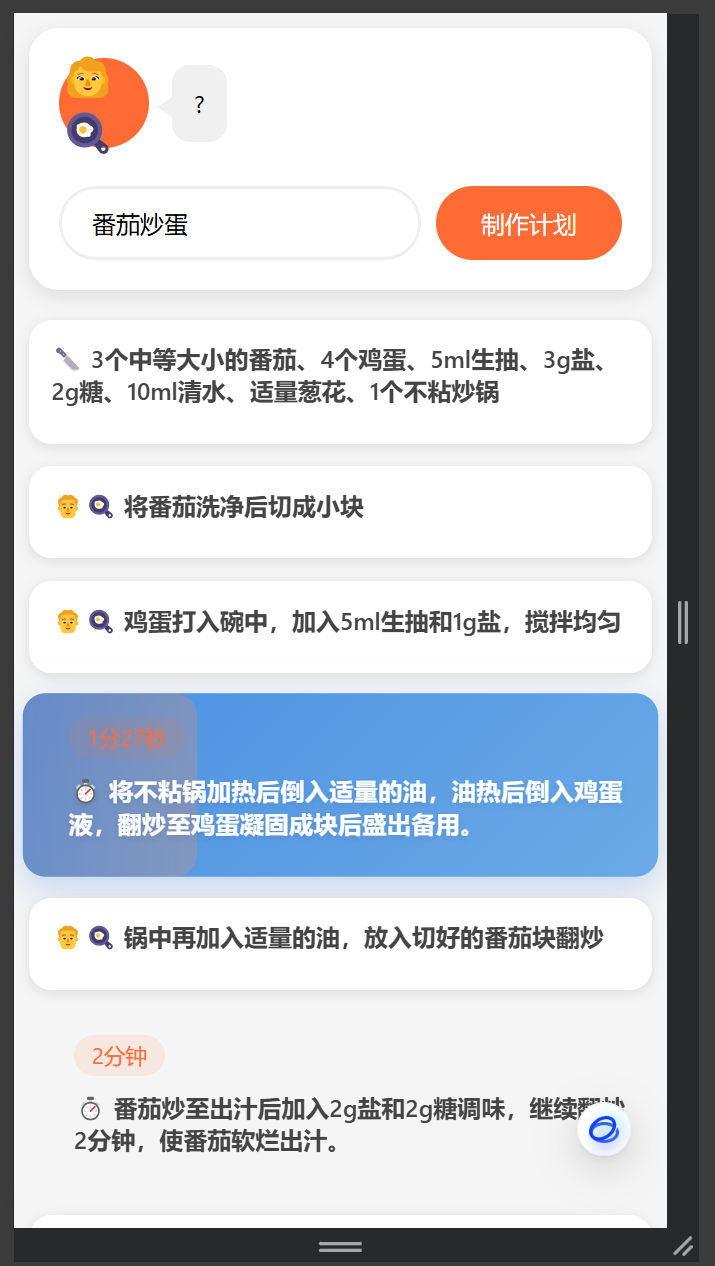 ?
番茄炒蛋
制作计划
3个中等大小的番茄、4个鸡蛋、5ml生抽、3g盐、
2g糖、10ml清水、适量葱花、1个不粘炒锅
将番茄洗净后切成小块
鸡蛋打入碗中，加入5ml生抽和1g盐，搅拌均匀
1分27秒
将不粘锅加热后倒入适量的油，油热后倒入鸡蛋
液，翻炒至鸡蛋凝固成块后盛出备用。
锅中再加入适量的油，放入切好的番茄块翻炒
2分钟
番茄炒至出汁后加入2g盐和2g糖调味，继续翻炒
2分钟，使番茄软烂出汁。